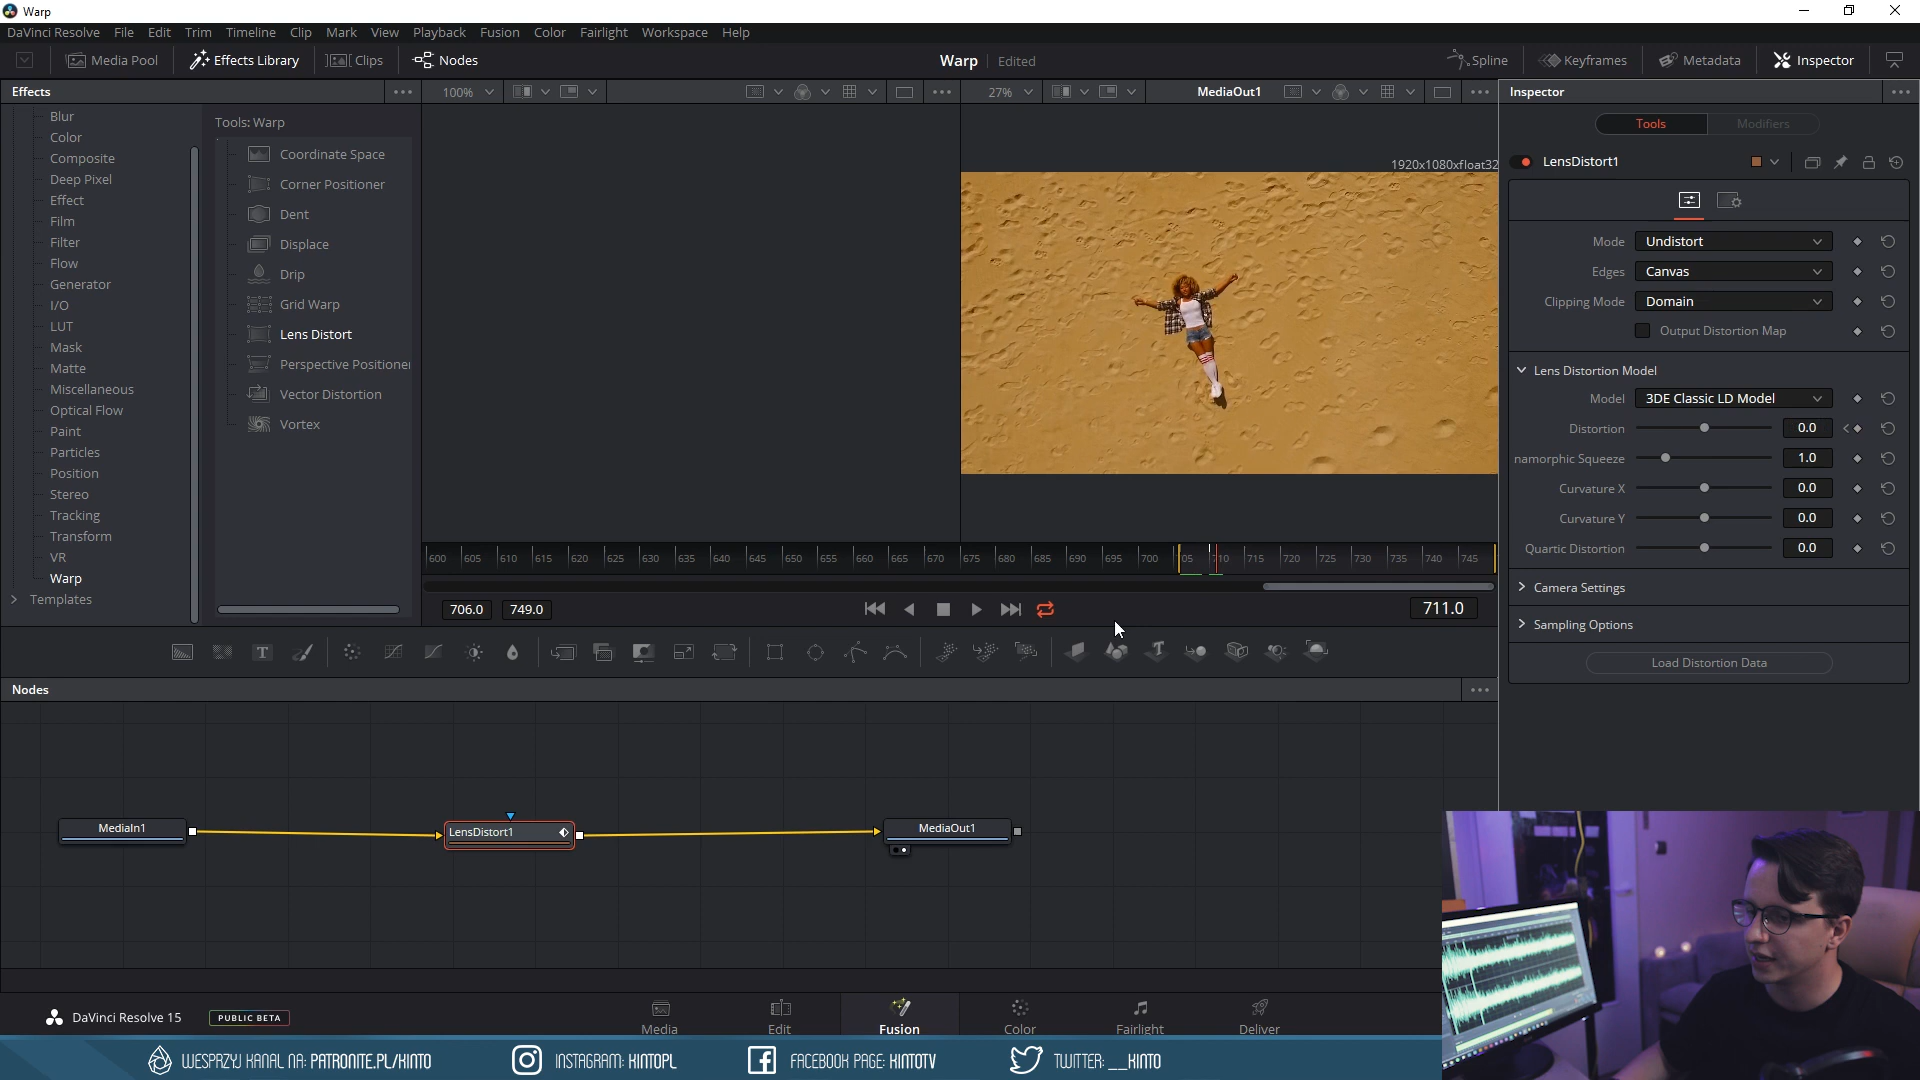 Warp
DaVinci Resolve File Edit Trim Timeline Clip Mark View Playback Fusion Color Fairlight Workspace Help
Media Pool Effects Library Clips Nodes Warp Edited Spline Keyframes Metadata Inspector
Effects 100% 27% MediaOut1 Inspector
Blur
Color
Composite
Deep Pixel
Effect
Film
Filter
Flow
Generator
I/O
LUT
Mask
Matte
Miscellaneous
Optical Flow
Paint
Particles
Position
Stereo
Tracking
Transform
VR
Warp
Templates
Tools: Warp
Coordinate Space
Corner Positioner
Dent
Displace
Drip
Grid Warp
Lens Distort
Perspective Positioner
Vector Distortion
Vortex
1920x1080xfloat32
600 605 610 615 620 625 630 635 640 645 650 655 660 665 670 675 680 685 690 695 700 05 710 715 720 725 730 735 740 745
706.0 749.0 711.0
Tools Modifiers
LensDistort1
Mode Undistort
Edges Canvas
Clipping Mode Domain
Output Distortion Map
Lens Distortion Model
Model 3DE Classic LD Model
Distortion 0.0
namorphic Squeeze 1.0
Curvature X 0.0
Curvature Y 0.0
Quartic Distortion 0.0
Camera Settings
Sampling Options
Load Distortion Data
Nodes
MediaIn1 LensDistort1 MediaOut1
DaVinci Resolve 15 PUBLIC BETA
Media Edit Fusion Color Fairlight Deliver
WESPRZYJ KANAŁ NA: PATRONITE.PL/KINTO INSTAGRAM: KINTOPL FACEBOOK PAGE: KINTOTV TWITTER: __KINTO